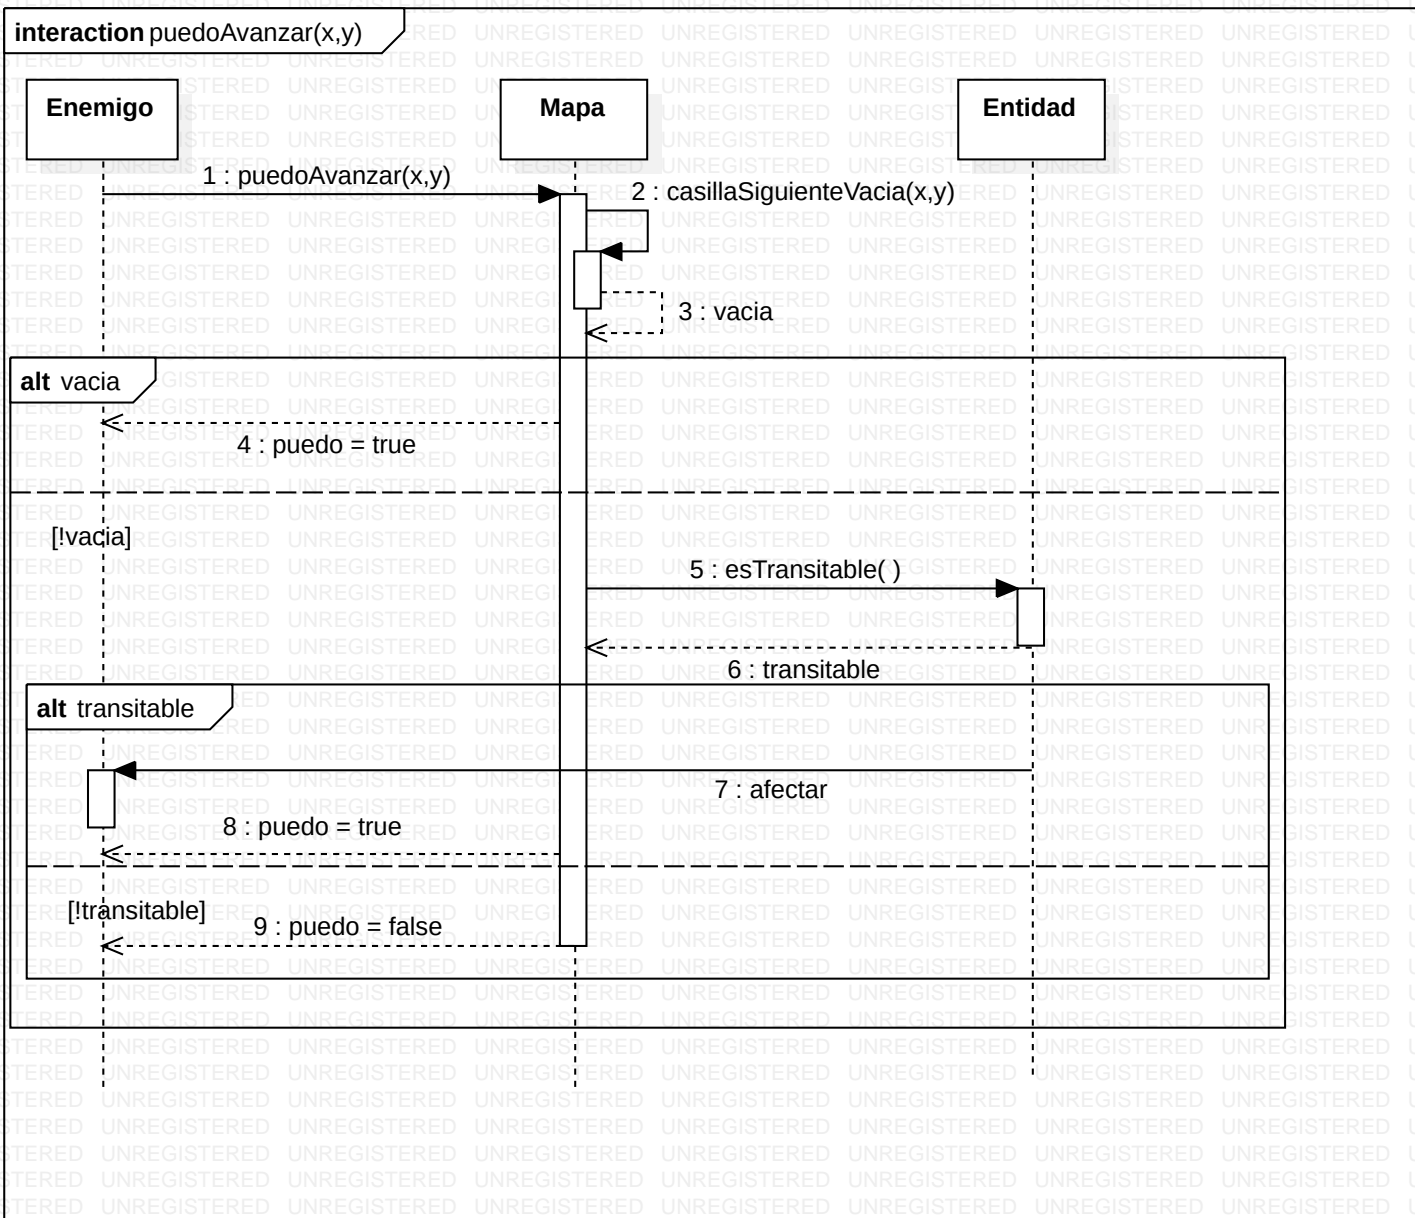 interaction puedoAvanzar(x,y)
Enemigo
Mapa
Entidad
1 : puedoAvanzar(x,y)
2 : casillaSiguienteVacia(x,y)
3 : vacia
alt vacia
4 : puedo = true
[!vacia]
5 : esTransitable( )
6 : transitable
alt transitable
7 : afectar
8 : puedo = true
[!transitable]
9 : puedo = false
UNREGISTERED